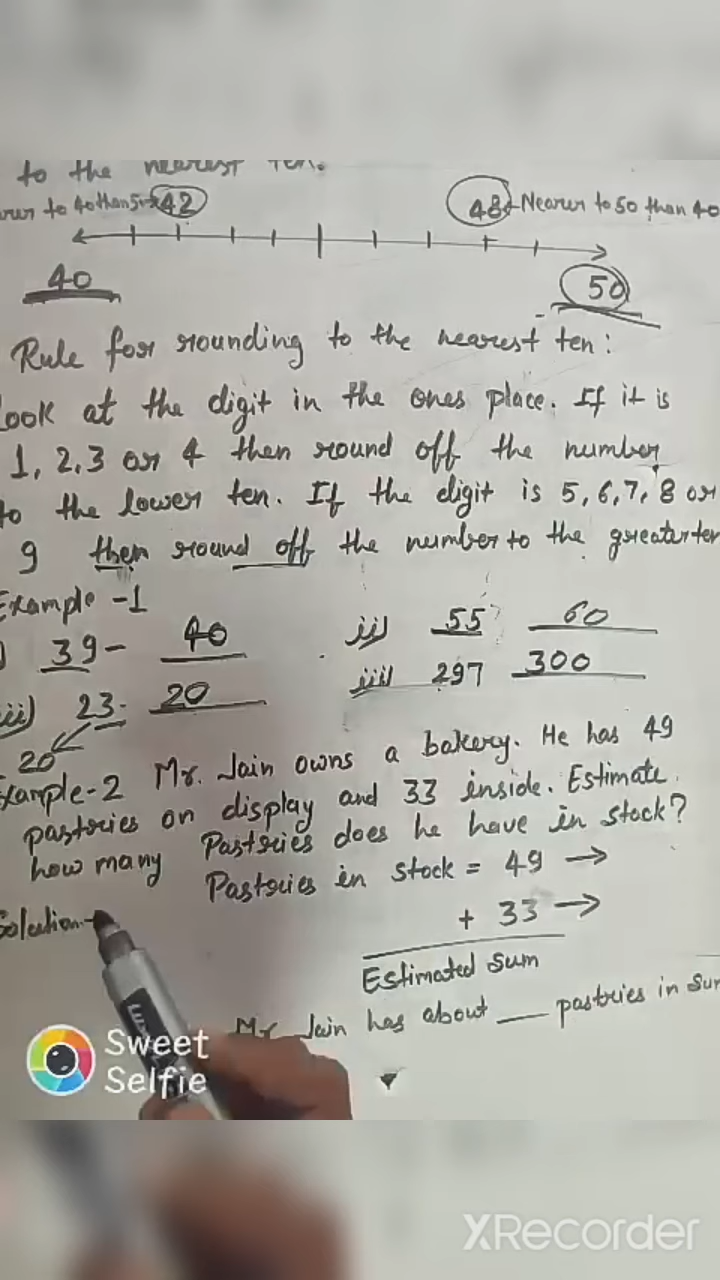 to the nearest ten.
to 40 than 50 42
48 Nearer to 50 than 40
40
50
Rule for rounding to the nearest ten:
Look at the digit in the ones place. If it is
1, 2, 3 or 4 then round off the number
to the lower ten. If the digit is 5, 6, 7, 8 or
9 then round off the number to the greater ten
Example -1
39 - 40 ii) 55 60
iii) 23 - 20 iii) 297 300
20
Example-2 Mr. Jain owns a bakery. He has 49
pastries on display and 33 inside. Estimate
how many Pastries does he have in stock?
Solution- Pastries in stock = 49 →
+ 33 →
Estimated Sum
Mr Jain has about ___ pastries in
Sweet
Selfie
XRecorder